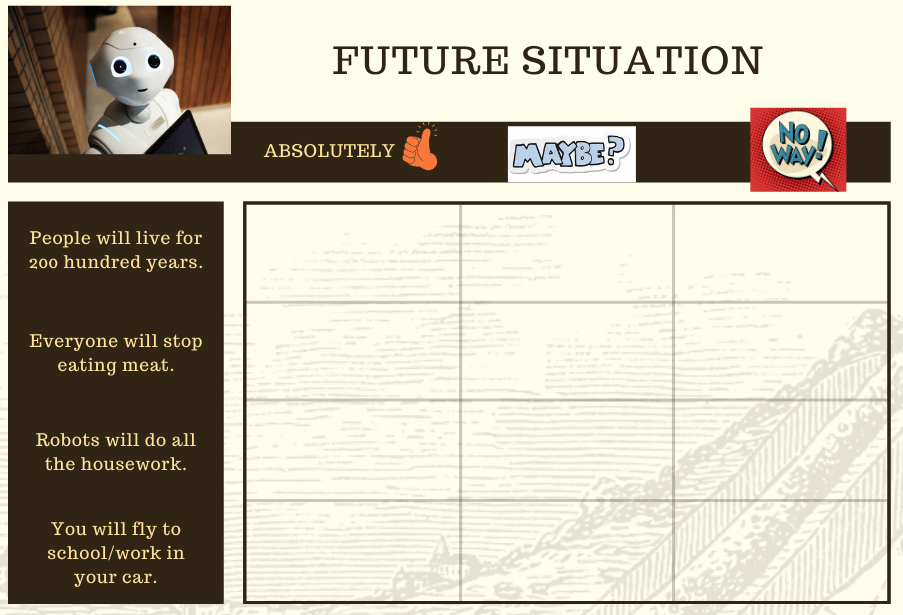 FUTURE SITUATION
ABSOLUTELY
MAYBE?
NO
WAY!
People will live for
200 hundred years.
Everyone will stop
eating meat.
Robots will do all
the housework.
You will fly to
school/work in
your car.